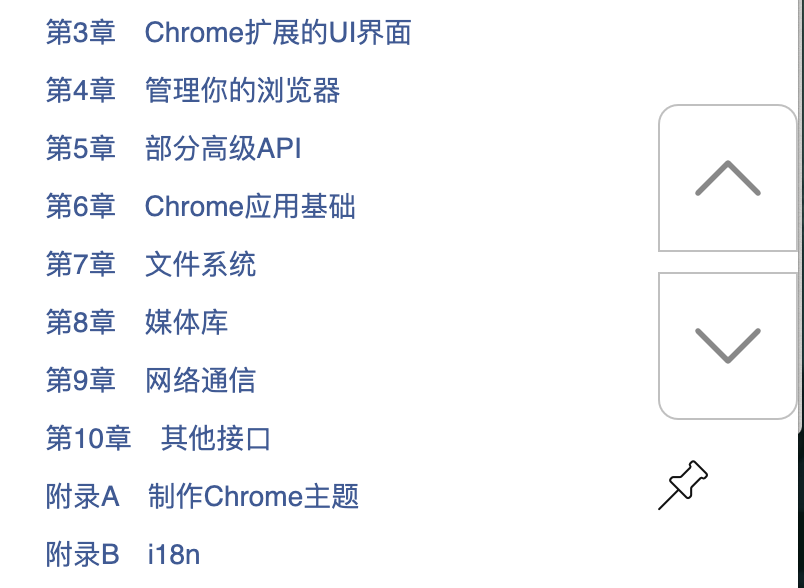 第3章　Chrome扩展的UI界面
第4章　管理你的浏览器
第5章　部分高级API
第6章　Chrome应用基础
第7章　文件系统
第8章　媒体库
第9章　网络通信
第10章　其他接口
附录A　制作Chrome主题
附录B　i18n